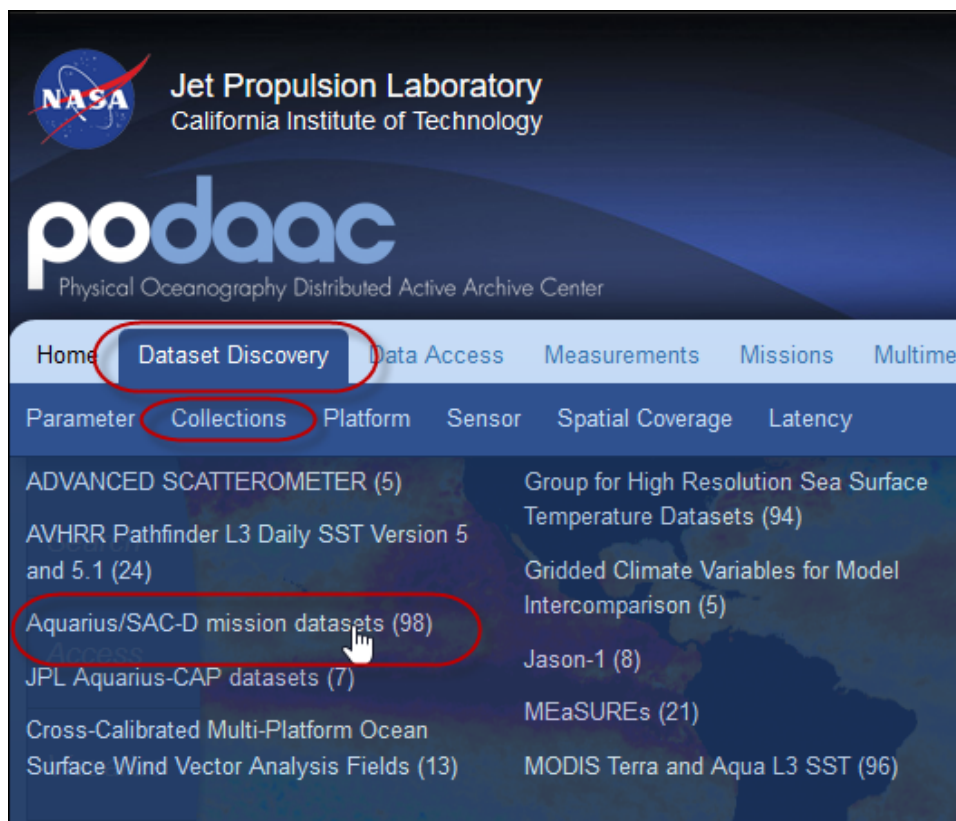 NASA
Jet Propulsion Laboratory
California Institute of Technology
podaac
Physical Oceanography Distributed Active Archive Center
Home Dataset Discovery Data Access Measurements Missions Multime
Parameter Collections Platform Sensor Spatial Coverage Latency
ADVANCED SCATTEROMETER (5)
AVHRR Pathfinder L3 Daily SST Version 5
and 5.1 (24)
Search
Aquarius/SAC-D mission datasets (98)
Access
JPL Aquarius-CAP datasets (7)
Cross-Calibrated Multi-Platform Ocean
Surface Wind Vector Analysis Fields (13)
Group for High Resolution Sea Surface
Temperature Datasets (94)
Gridded Climate Variables for Model
Intercomparison (5)
Jason-1 (8)
MEaSUREs (21)
MODIS Terra and Aqua L3 SST (96)